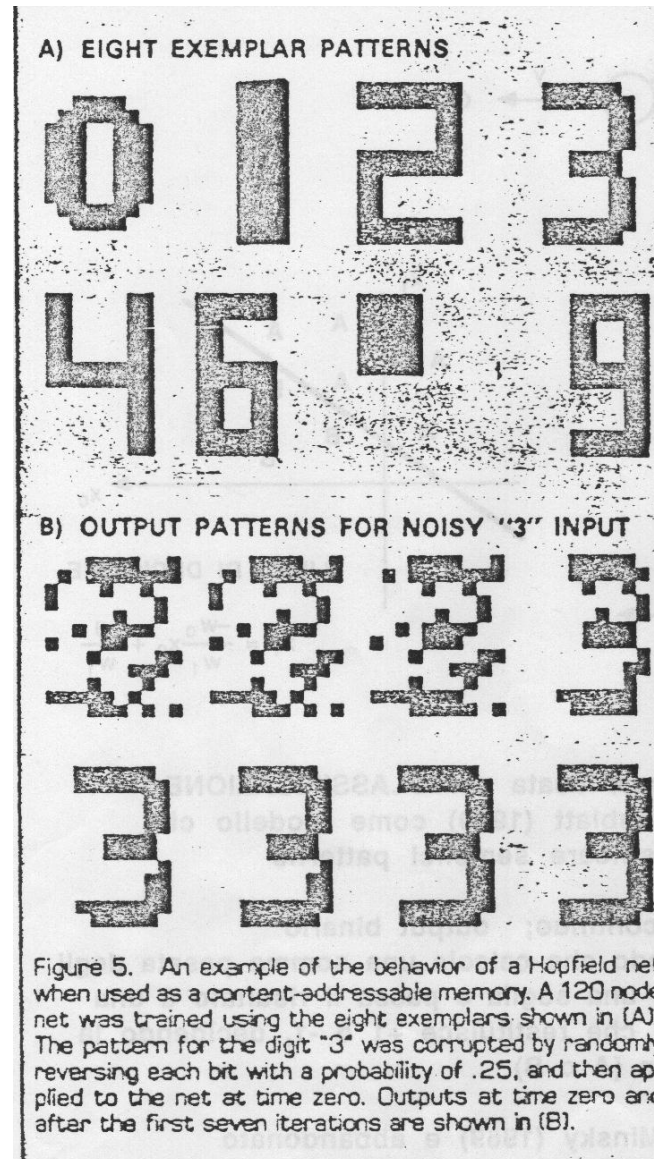 A) EIGHT EXEMPLAR PATTERNS
B) OUTPUT PATTERNS FOR NOISY "3" INPUT
Figure 5. An example of the behavior of a Hopfield net
when used as a content-addressable memory. A 120 node
net was trained using the eight exemplars shown in (A).
The pattern for the digit "3" was corrupted by randomly
reversing each bit with a probability of .25, and then ap-
plied to the net at time zero. Outputs at time zero and
after the first seven iterations are shown in (B).